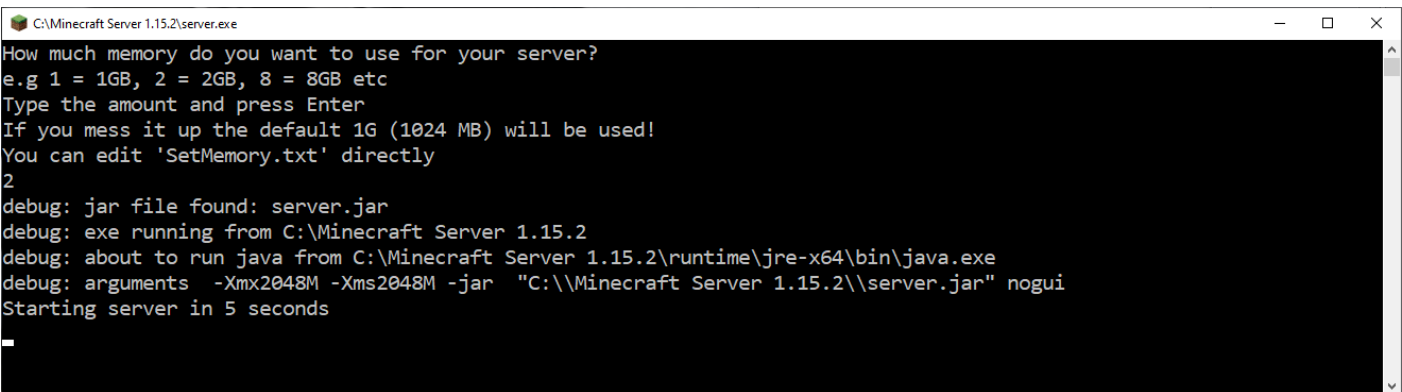 C:\Minecraft Server 1.15.2\server.exe
How much memory do you want to use for your server?
e.g 1 = 1GB, 2 = 2GB, 8 = 8GB etc
Type the amount and press Enter
If you mess it up the default 1G (1024 MB) will be used!
You can edit 'SetMemory.txt' directly
2
debug: jar file found: server.jar
debug: exe running from C:\Minecraft Server 1.15.2
debug: about to run java from C:\Minecraft Server 1.15.2\runtime\jre-x64\bin\java.exe
debug: arguments  -Xmx2048M -Xms2048M -jar  "C:\\Minecraft Server 1.15.2\\server.jar" nogui
Starting server in 5 seconds